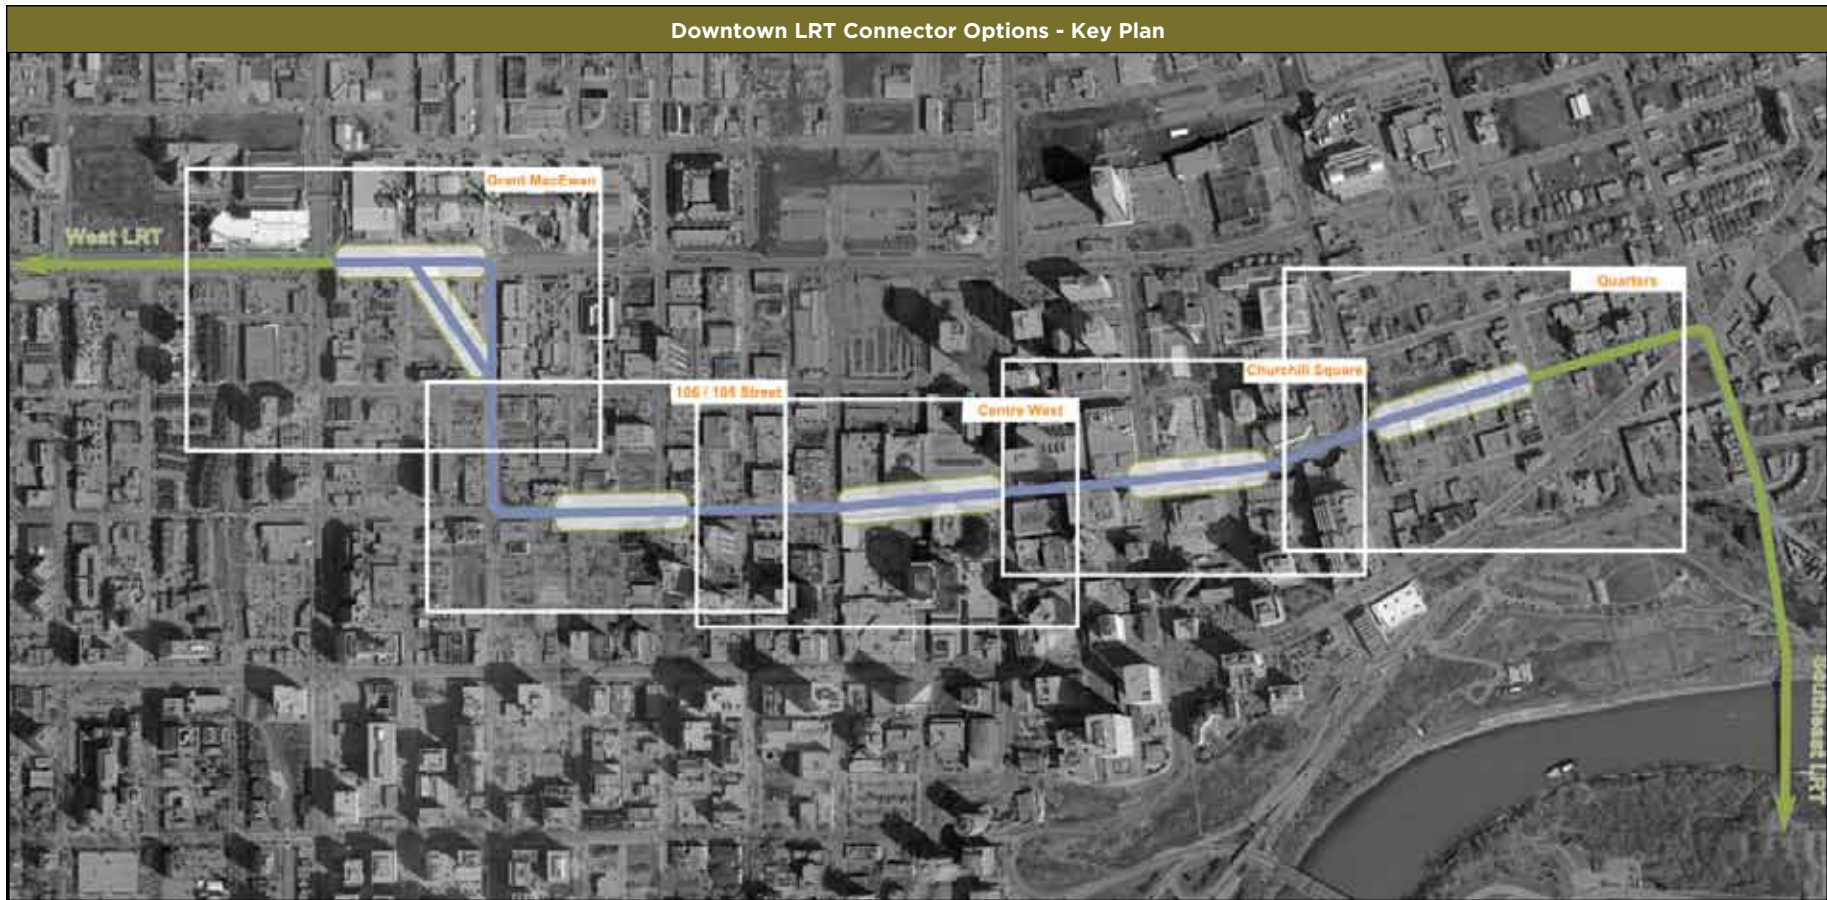 Downtown LRT Connector Options - Key Plan
Grant MacEwan
West LRT
Quarters
Churchill Square
106 / 105 Street
Centre West
Southeast LRT